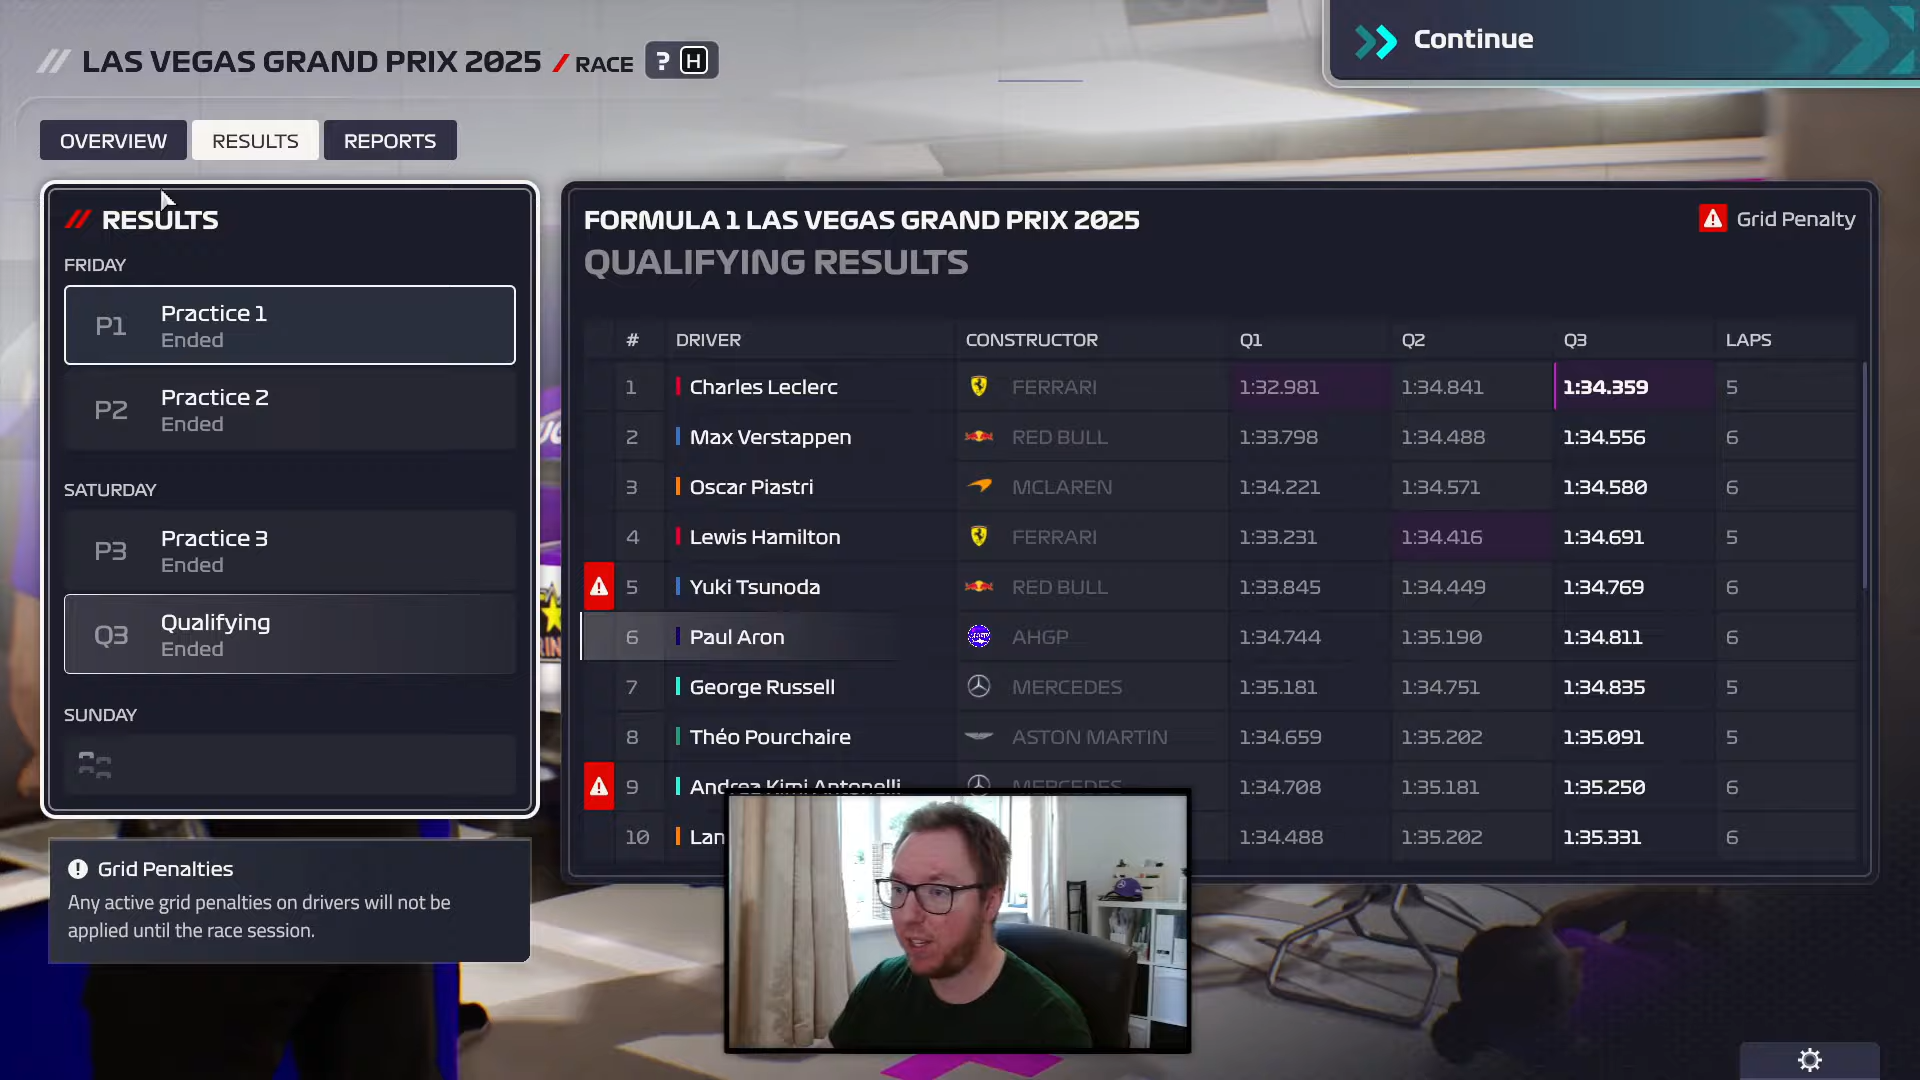 LAS VEGAS GRAND PRIX 2025 / RACE ? H
Continue
OVERVIEW
RESULTS
REPORTS
RESULTS
FRIDAY
P1
Practice 1
Ended
P2
Practice 2
Ended
SATURDAY
P3
Practice 3
Ended
Q3
Qualifying
Ended
SUNDAY
Grid Penalties
Any active grid penalties on drivers will not be
applied until the race session.
FORMULA 1 LAS VEGAS GRAND PRIX 2025
Grid Penalty
QUALIFYING RESULTS
# DRIVER CONSTRUCTOR Q1 Q2 Q3 LAPS
1 Charles Leclerc FERRARI 1:32.981 1:34.841 1:34.359 5
2 Max Verstappen RED BULL 1:33.798 1:34.488 1:34.556 6
3 Oscar Piastri MCLAREN 1:34.221 1:34.571 1:34.580 6
4 Lewis Hamilton FERRARI 1:33.231 1:34.416 1:34.691 5
5 Yuki Tsunoda RED BULL 1:33.845 1:34.449 1:34.769 6
6 Paul Aron AHGP 1:34.744 1:35.190 1:34.811 6
7 George Russell MERCEDES 1:35.181 1:34.751 1:34.835 5
8 Théo Pourchaire ASTON MARTIN 1:34.659 1:35.202 1:35.091 5
9 Andrea Kimi Antonelli MERCEDES 1:34.708 1:35.181 1:35.250 6
10 Lan 1:34.488 1:35.202 1:35.331 6